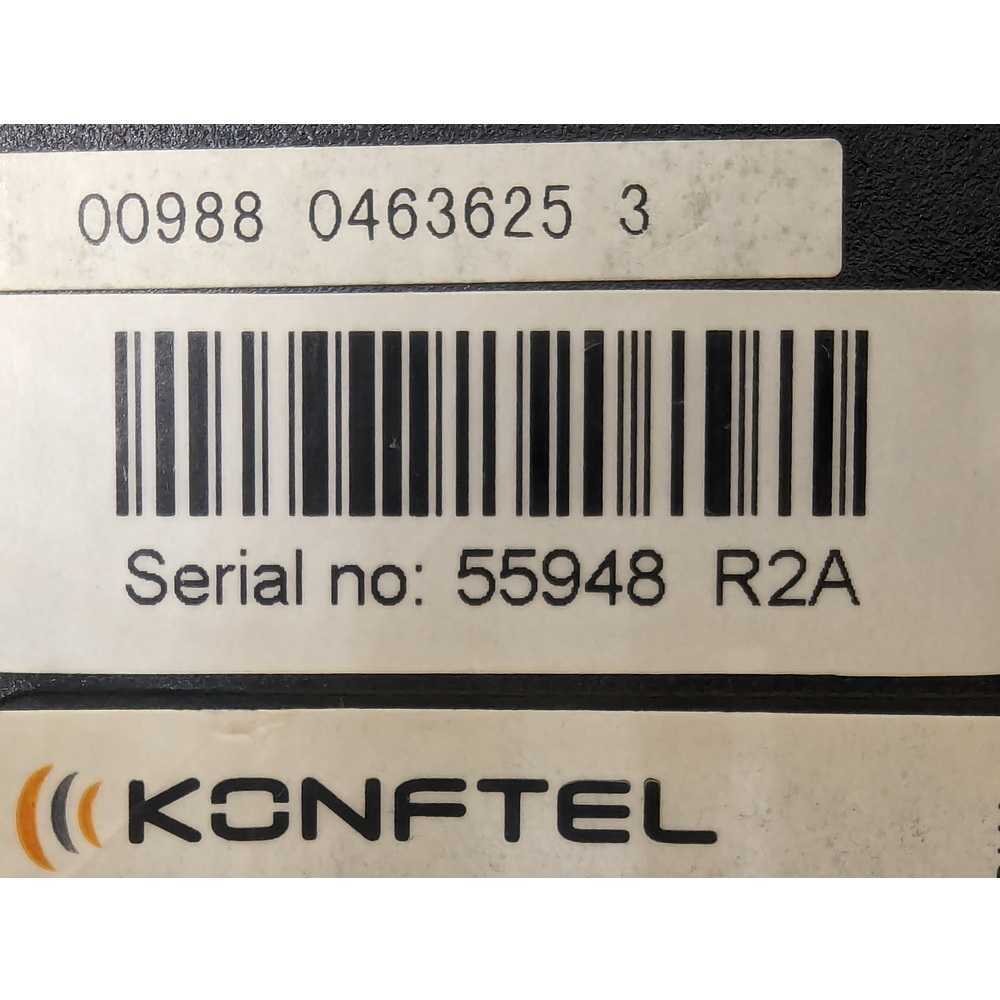 00988 0463625 3
Serial no: 55948 R2A
KONFTEL